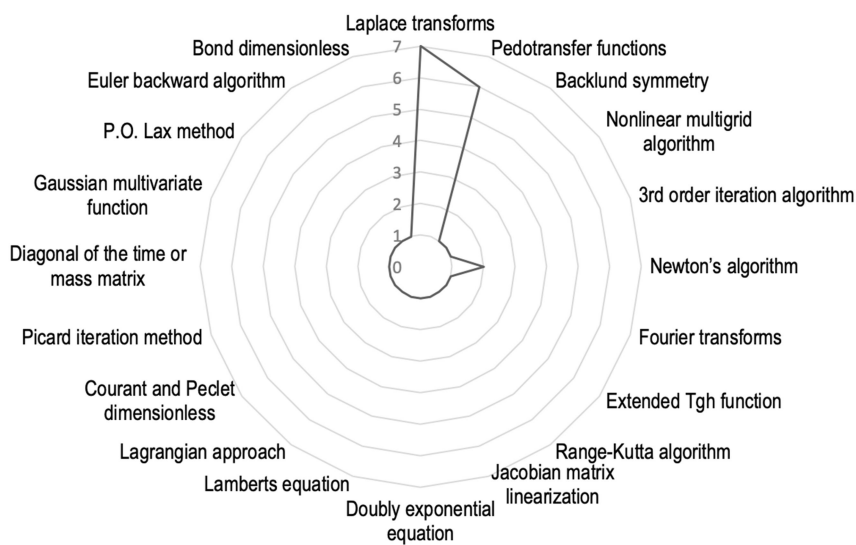 Laplace transforms
Pedotransfer functions
Backlund symmetry
Nonlinear multigrid
algorithm
3rd order iteration algorithm
Newton's algorithm
Fourier transforms
Extended Tgh function
Range-Kutta algorithm
Jacobian matrix
linearization
Doubly exponential
equation
Lamberts equation
Lagrangian approach
Courant and Peclet
dimensionless
Picard iteration method
Diagonal of the time or
mass matrix
Gaussian multivariate
function
P.O. Lax method
Euler backward algorithm
Bond dimensionless
7
6
5
4
3
2
1
0